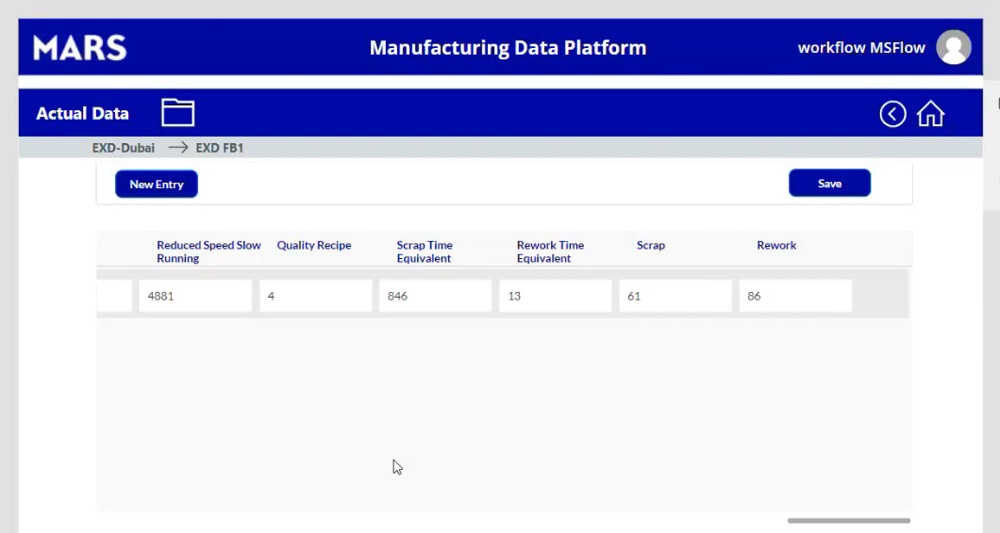 MARS
Manufacturing Data Platform
workflow MSFlow
Actual Data
EXD-Dubai
EXD FB1
New Entry
Save
Reduced Speed Slow
Running
Quality Recipe
Scrap Time
Equivalent
Rework Time
Equivalent
Scrap
Rework
4881
4
846
13
61
86